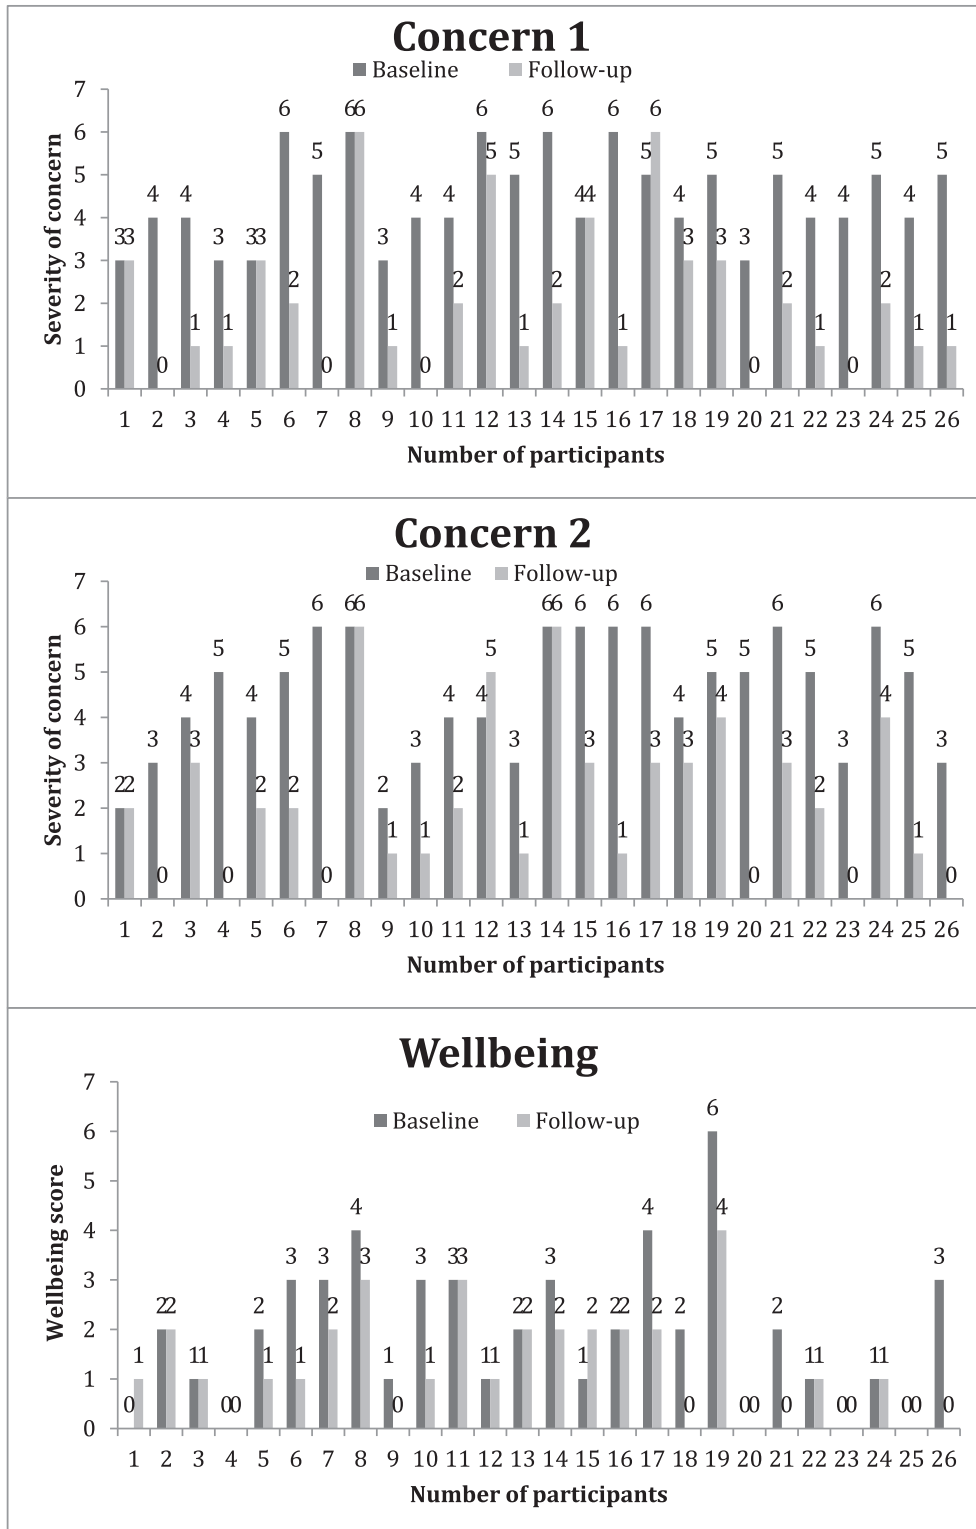 Concern 1
Baseline Follow-up
Severity of concern
7
6 66 6 6 6 6
6
5 5 5 5 5 5 5 5
5
4 4 4 4 44 4 4 4 4
4
33 3 33 3 3 3 3
3
2 2 2 2 2
2
1 1 1 1 1 1 1 1
1
0 0 0 0 0
0
1 2 3 4 5 6 7 8 9 10 11 12 13 14 15 16 17 18 19 20 21 22 23 24 25 26
Number of participants
Concern 2
Baseline Follow-up
Severity of concern
7
6 66 66 6 6 6 6 6
6
5 5 5 5 5 5 5
5
4 4 4 4 4 4 4
4
3 3 3 3 3 3 3 3 3 3
3
22 2 2 2 2 2
2
1 1 1 1 1
1
0 0 0 0 0 0
0
1 2 3 4 5 6 7 8 9 10 11 12 13 14 15 16 17 18 19 20 21 22 23 24 25 26
Number of participants
Wellbeing
Baseline Follow-up
Wellbeing score
7
6
6
5
4 4 4
4
3 3 3 3 33 3 3
3
22 2 2 22 2 2 22 2 2 2
2
1 11 1 1 1 1 11 1 11 11
1
0 00 0 0 00 0 00 00 0
0
1 2 3 4 5 6 7 8 9 10 11 12 13 14 15 16 17 18 19 20 21 22 23 24 25 26
Number of participants